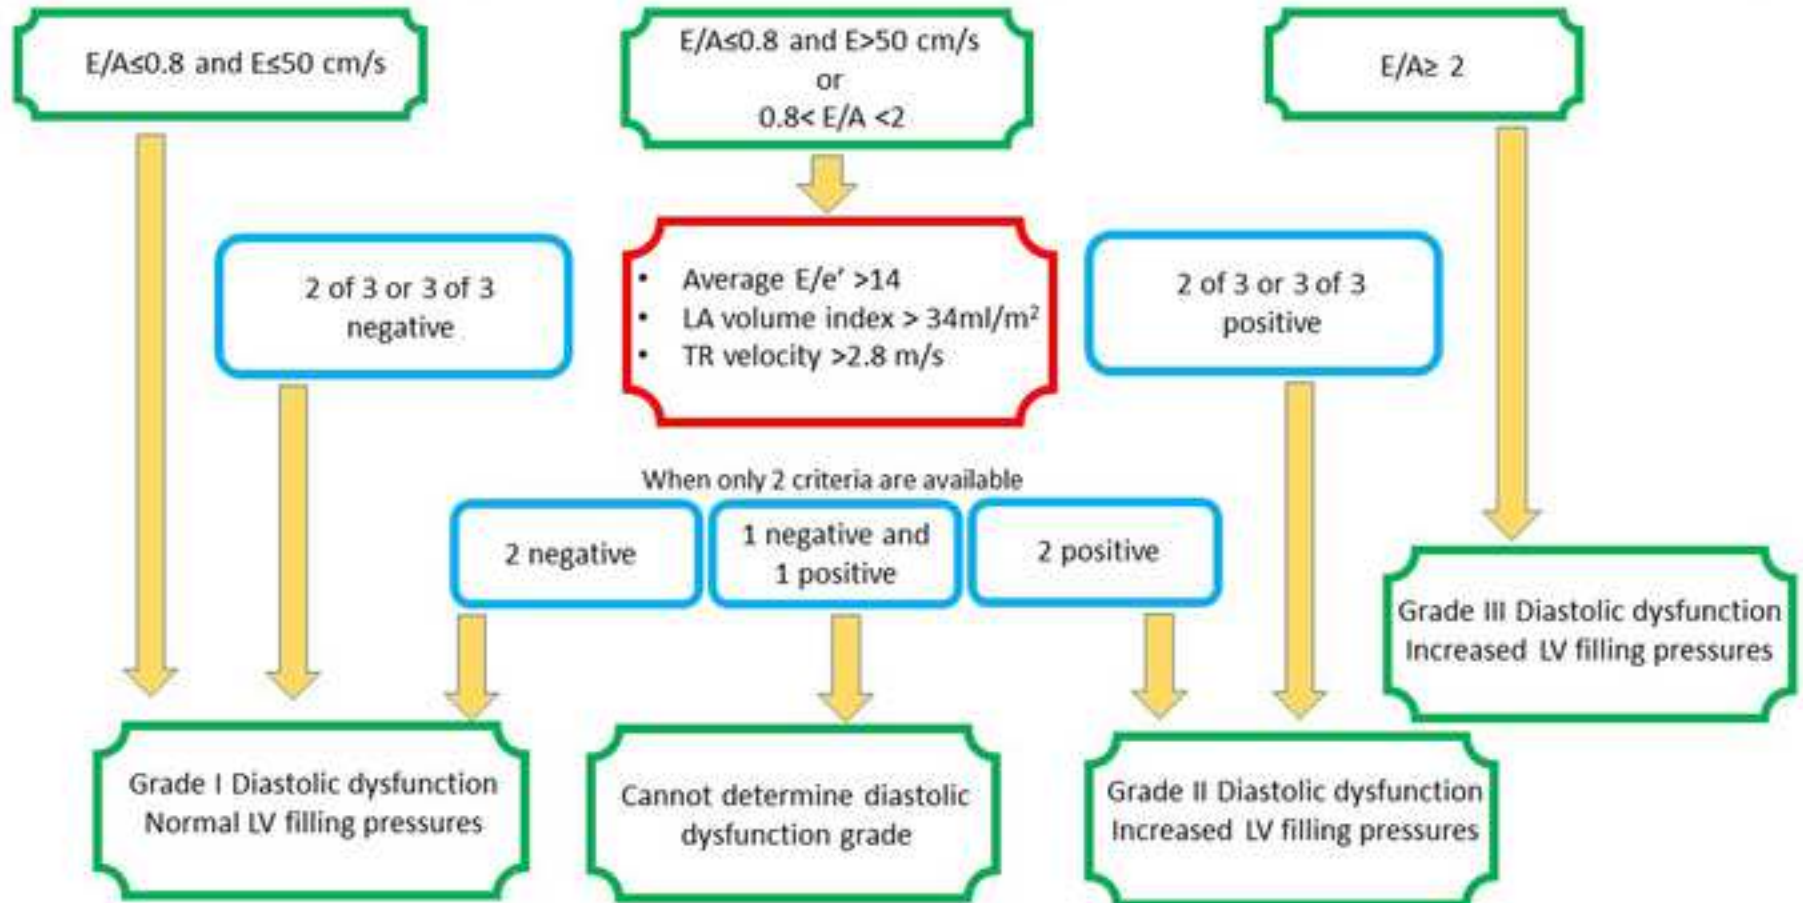 E/A≤0.8 and E≤50 cm/s
E/A≤0.8 and E>50 cm/s
or
0.8< E/A <2
E/A≥ 2
2 of 3 or 3 of 3
negative
• Average E/e’ >14
• LA volume index > 34ml/m²
• TR velocity >2.8 m/s
2 of 3 or 3 of 3
positive
When only 2 criteria are available
2 negative
1 negative and
1 positive
2 positive
Grade III Diastolic dysfunction
Increased LV filling pressures
Grade I Diastolic dysfunction
Normal LV filling pressures
Cannot determine diastolic
dysfunction grade
Grade II Diastolic dysfunction
Increased LV filling pressures